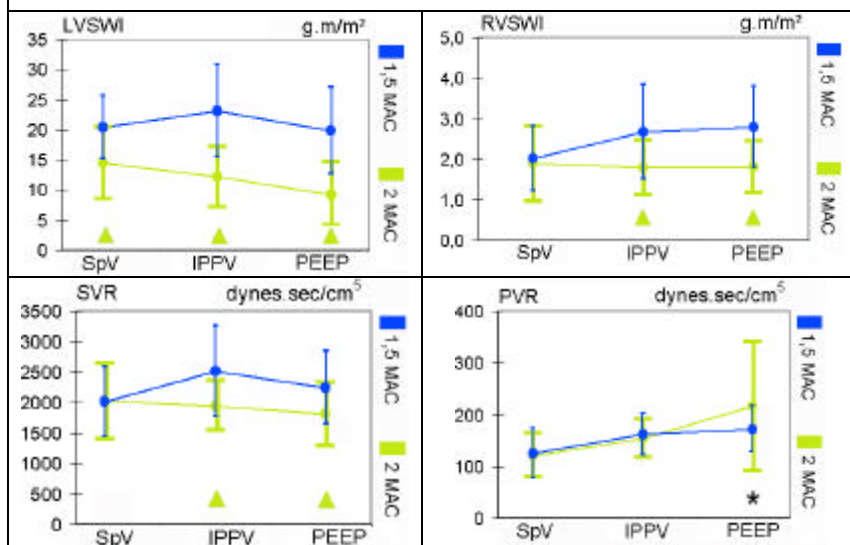 LVSWI g.m/m²
35
30
25
20
15
10
5
0
SpV IPPV PEEP
1,5 MAC
2 MAC
RVSWI g.m/m²
5,0
4,0
3,0
2,0
1,0
0,0
SpV IPPV PEEP
1,5 MAC
2 MAC
SVR dynes.sec/cm⁵
3500
3000
2500
2000
1500
1000
500
0
SpV IPPV PEEP
1,5 MAC
2 MAC
PVR dynes.sec/cm⁵
400
300
200
100
0
*
SpV IPPV PEEP
1,5 MAC
2 MAC